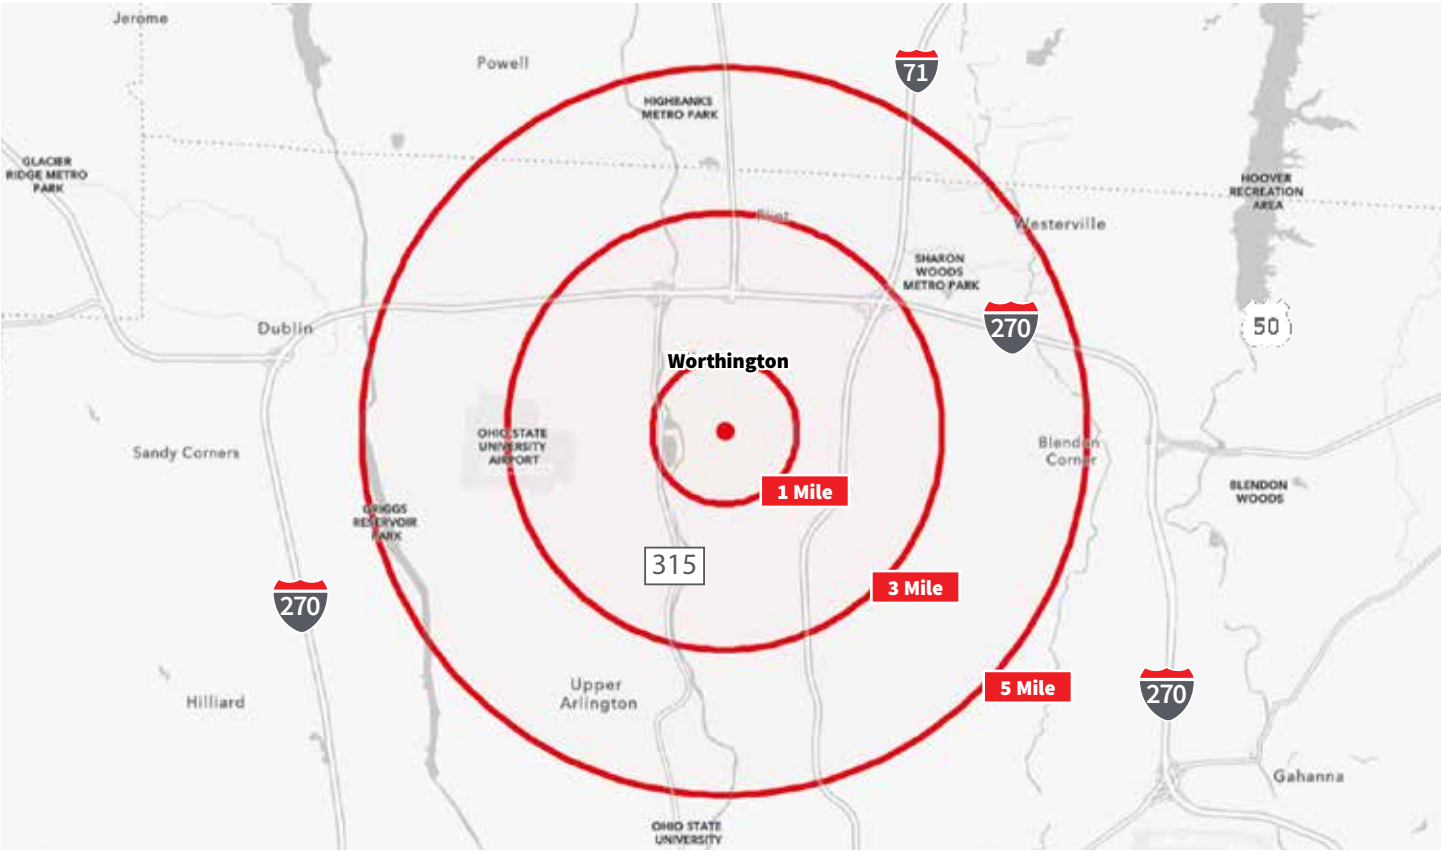 Jerome
Powell
71
HIGHBANKS
METRO PARK
GLACIER
RIDGE METRO
PARK
HOOVER
RECREATION
AREA
Flint
Westerville
SHARON
WOODS
METRO PARK
Dublin
270
50
Worthington
OHIO STATE
UNIVERSITY
AIRPORT
Sandy Corners
Blendon
Corner
1 Mile
BLENDON
WOODS
GRIGGS
RESERVOIR
PARK
315
3 Mile
270
Upper
Arlington
5 Mile
270
Hilliard
Gahanna
OHIO STATE
UNIVERSITY